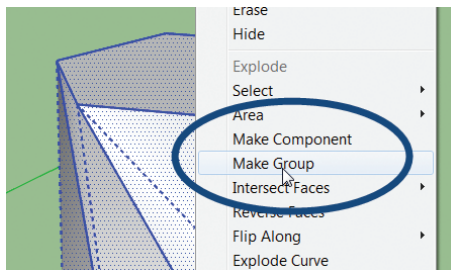 Erase
Hide
Explode
Select
Area
Make Component
Make Group
Intersect Faces
Reverse Faces
Flip Along
Explode Curve